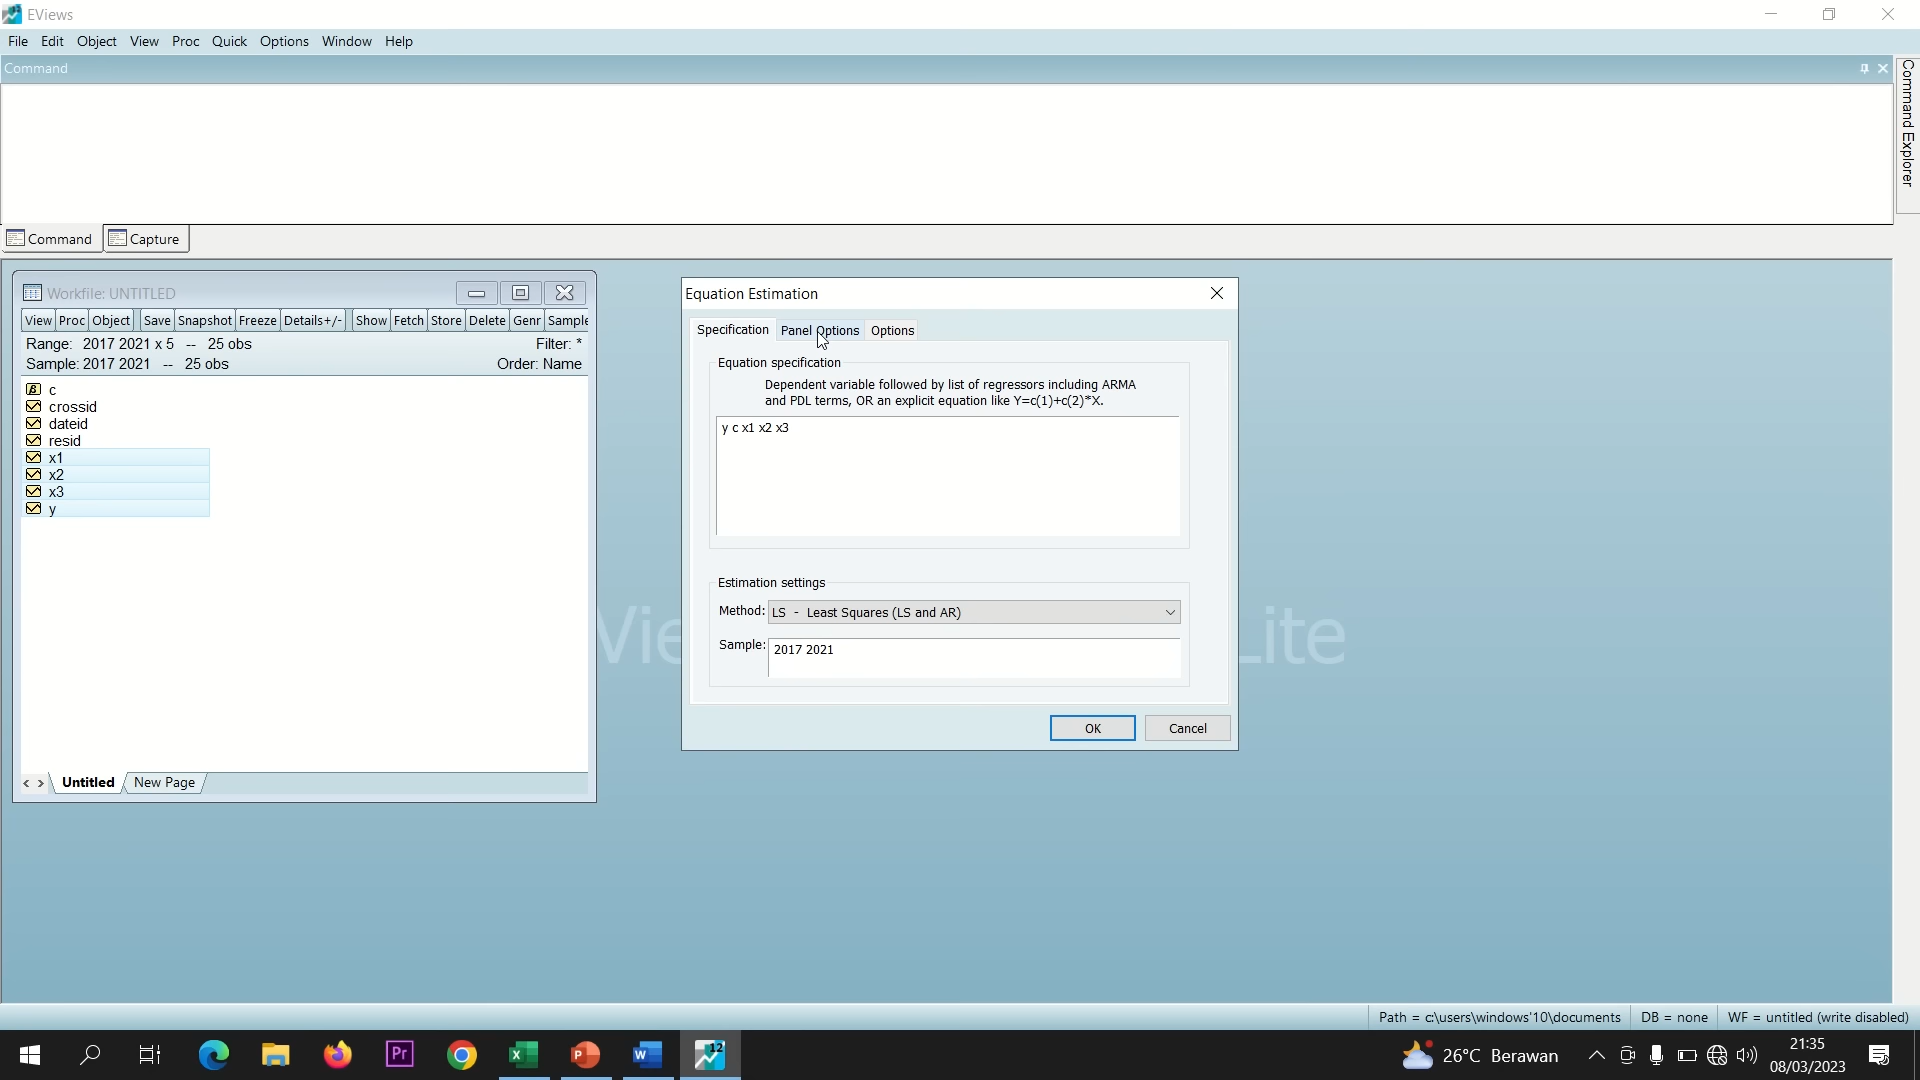 EViews
File Edit Object View Proc Quick Options Window Help
Command
Command Explorer
Command Capture
Workfile: UNTITLED
View Proc Object Save Snapshot Freeze Details+/- Show Fetch Store Delete Genr Sample
Range: 2017 2021 x 5 -- 25 obs Filter: *
Sample: 2017 2021 -- 25 obs Order: Name
β c
crossid
dateid
resid
x1
x2
x3
y
Untitled New Page
Equation Estimation
Specification Panel Options Options
Equation specification
Dependent variable followed by list of regressors including ARMA
and PDL terms, OR an explicit equation like Y=c(1)+c(2)*X.
y c x1 x2 x3
Estimation settings
Method: LS - Least Squares (LS and AR)
Sample: 2017 2021
OK Cancel
Lite
Path = c:\users\windows'10\documents DB = none WF = untitled (write disabled)
Pr 12 26°C Berawan 21:35
08/03/2023